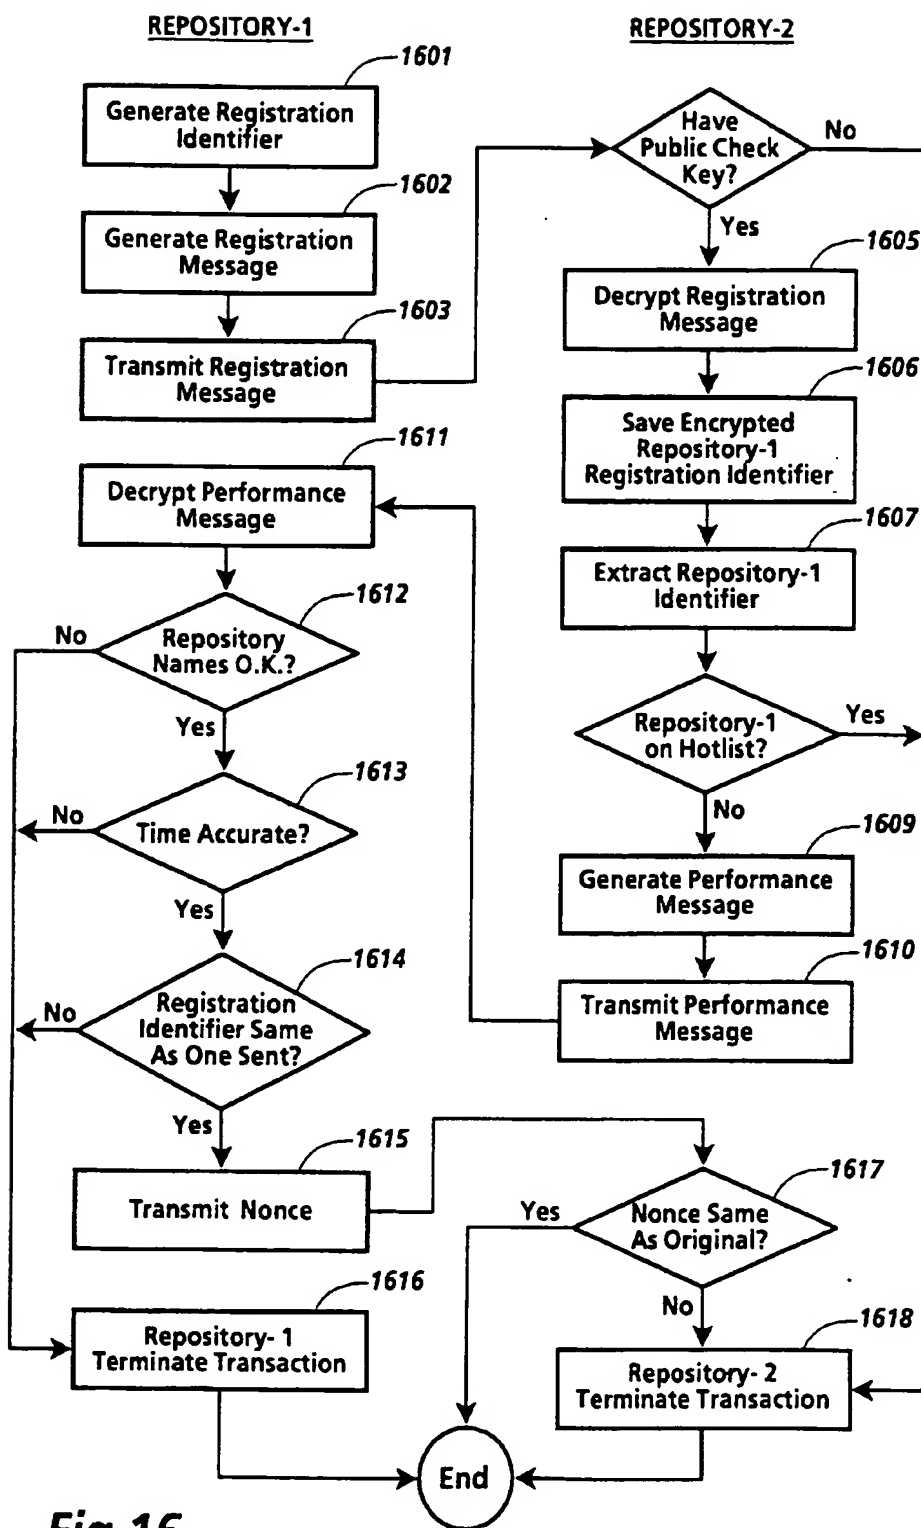 REPOSITORY-1
1601
Generate Registration
Identifier
1602
Generate Registration
Message
1603
Transmit Registration
Message
1611
Decrypt Performance
Message
1612
Repository
Names O.K.?
No
Yes
1613
Time Accurate?
No
Yes
1614
Registration
Identifier Same
As One Sent?
No
Yes
1615
Transmit Nonce
1616
Repository- 1
Terminate Transaction
REPOSITORY-2
Have
Public Check
Key?
No
Yes
1605
Decrypt Registration
Message
1606
Save Encrypted
Repository-1
Registration Identifier
1607
Extract Repository-1
Identifier
Repository-1
on Hotlist?
Yes
No
1609
Generate Performance
Message
1610
Transmit Performance
Message
1617
Nonce Same
As Original?
Yes
No
1618
Repository- 2
Terminate Transaction
End
Fig.16